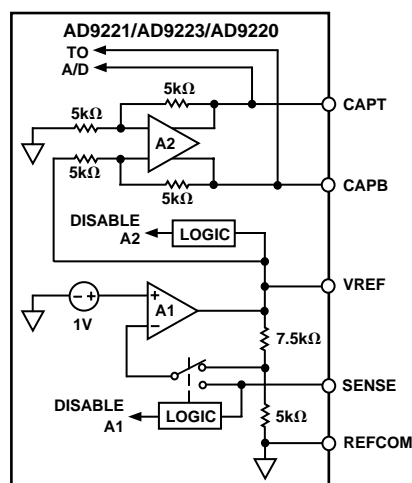 AD9221/AD9223/AD9220
TO
A/D
5kΩ
CAPT
5kΩ
A2
5kΩ
5kΩ
CAPB
DISABLE
A2
LOGIC
VREF
– +
+
A1
1V
–
7.5kΩ
SENSE
DISABLE
A1
LOGIC
5kΩ
REFCOM